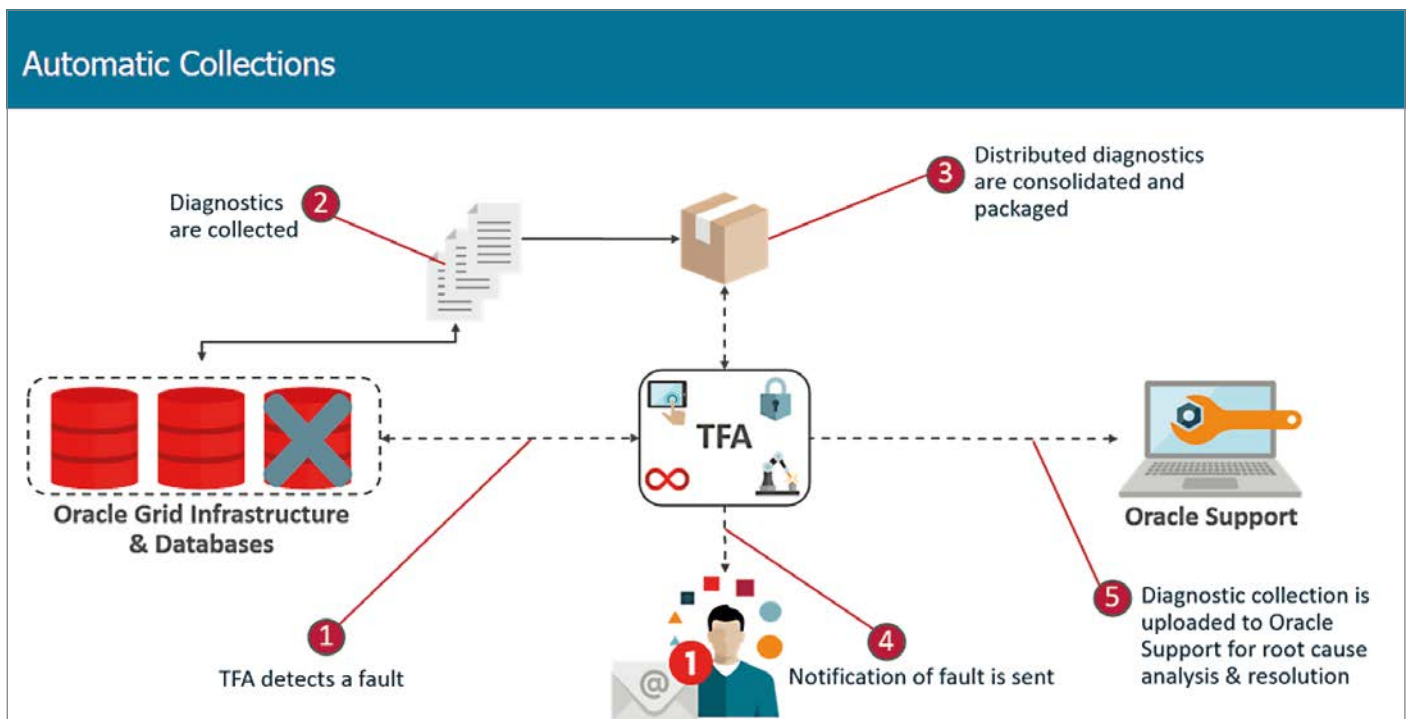 Automatic Collections
Diagnostics
are collected
2
3
Distributed diagnostics
are consolidated and
packaged
TFA
Oracle Grid Infrastructure
& Databases
Oracle Support
1
TFA detects a fault
@
1
4
Notification of fault is sent
5
Diagnostic collection is
uploaded to Oracle
Support for root cause
analysis & resolution